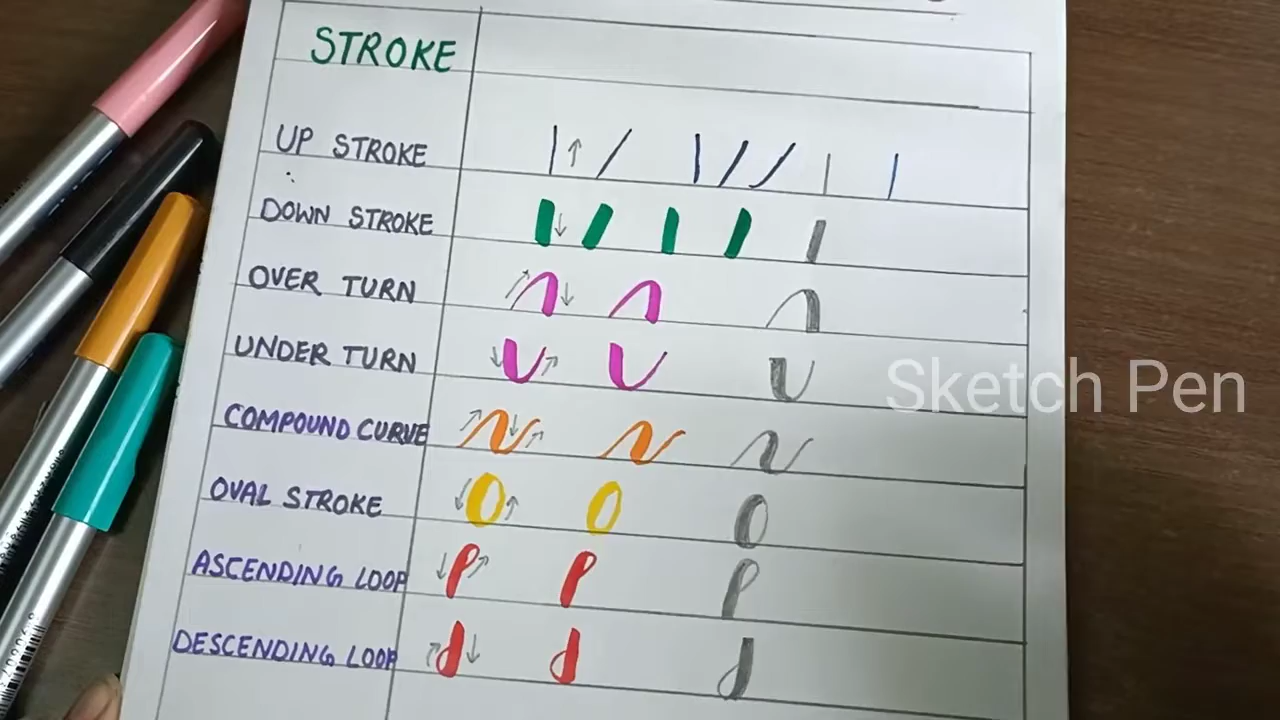 STROKE
UP STROKE
DOWN STROKE
OVER TURN
UNDER TURN
Sketch Pen
COMPOUND CURVE
OVAL STROKE
ASCENDING LOOP
DESCENDING LOOP